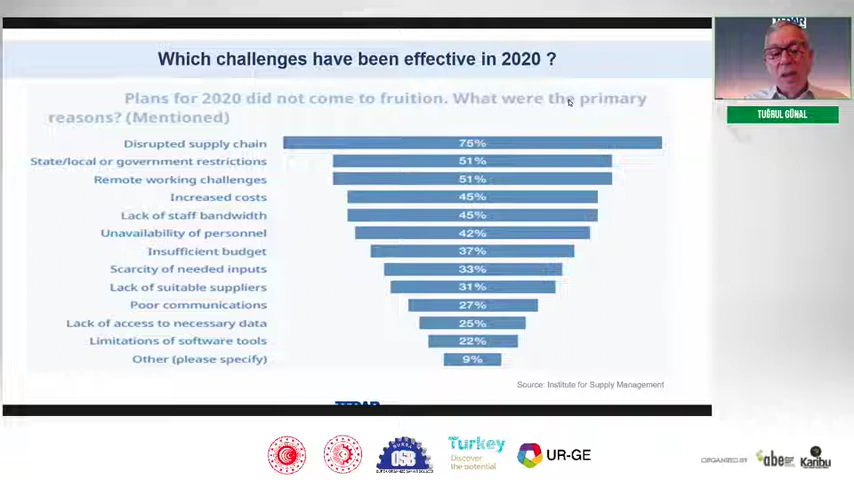 Which challenges have been effective in 2020 ?
Plans for 2020 did not come to fruition. What were the primary
reasons? (Mentioned)
Disrupted supply chain 75%
State/local or government restrictions 51%
Remote working challenges 51%
Increased costs 45%
Lack of staff bandwidth 45%
Unavailability of personnel 42%
Insufficient budget 37%
Scarcity of needed inputs 33%
Lack of suitable suppliers 31%
Poor communications 27%
Lack of access to necessary data 25%
Limitations of software tools 22%
Other (please specify) 9%
Source: Institute for Supply Management
TUĞRUL GÜNAL
OSB
Turkey
Discover
the potential
UR-GE
ORGANIZED BY
abe
Karibu